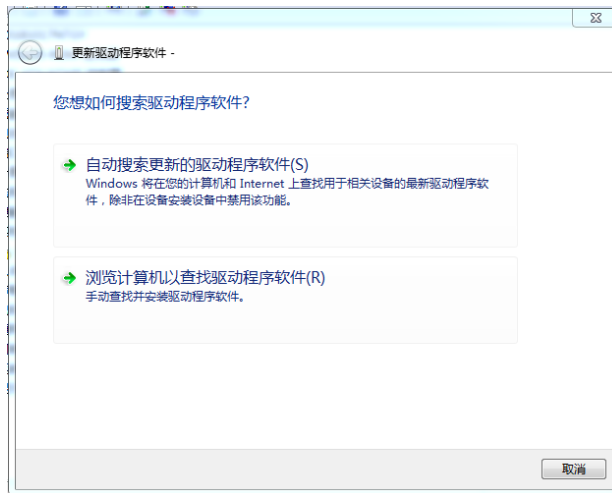 更新驱动程序软件 -
您想如何搜索驱动程序软件?
自动搜索更新的驱动程序软件(S)
Windows 将在您的计算机和 Internet 上查找用于相关设备的最新驱动程序软
件，除非在设备安装设置中禁用该功能。
浏览计算机以查找驱动程序软件(R)
手动查找并安装驱动程序软件。
取消